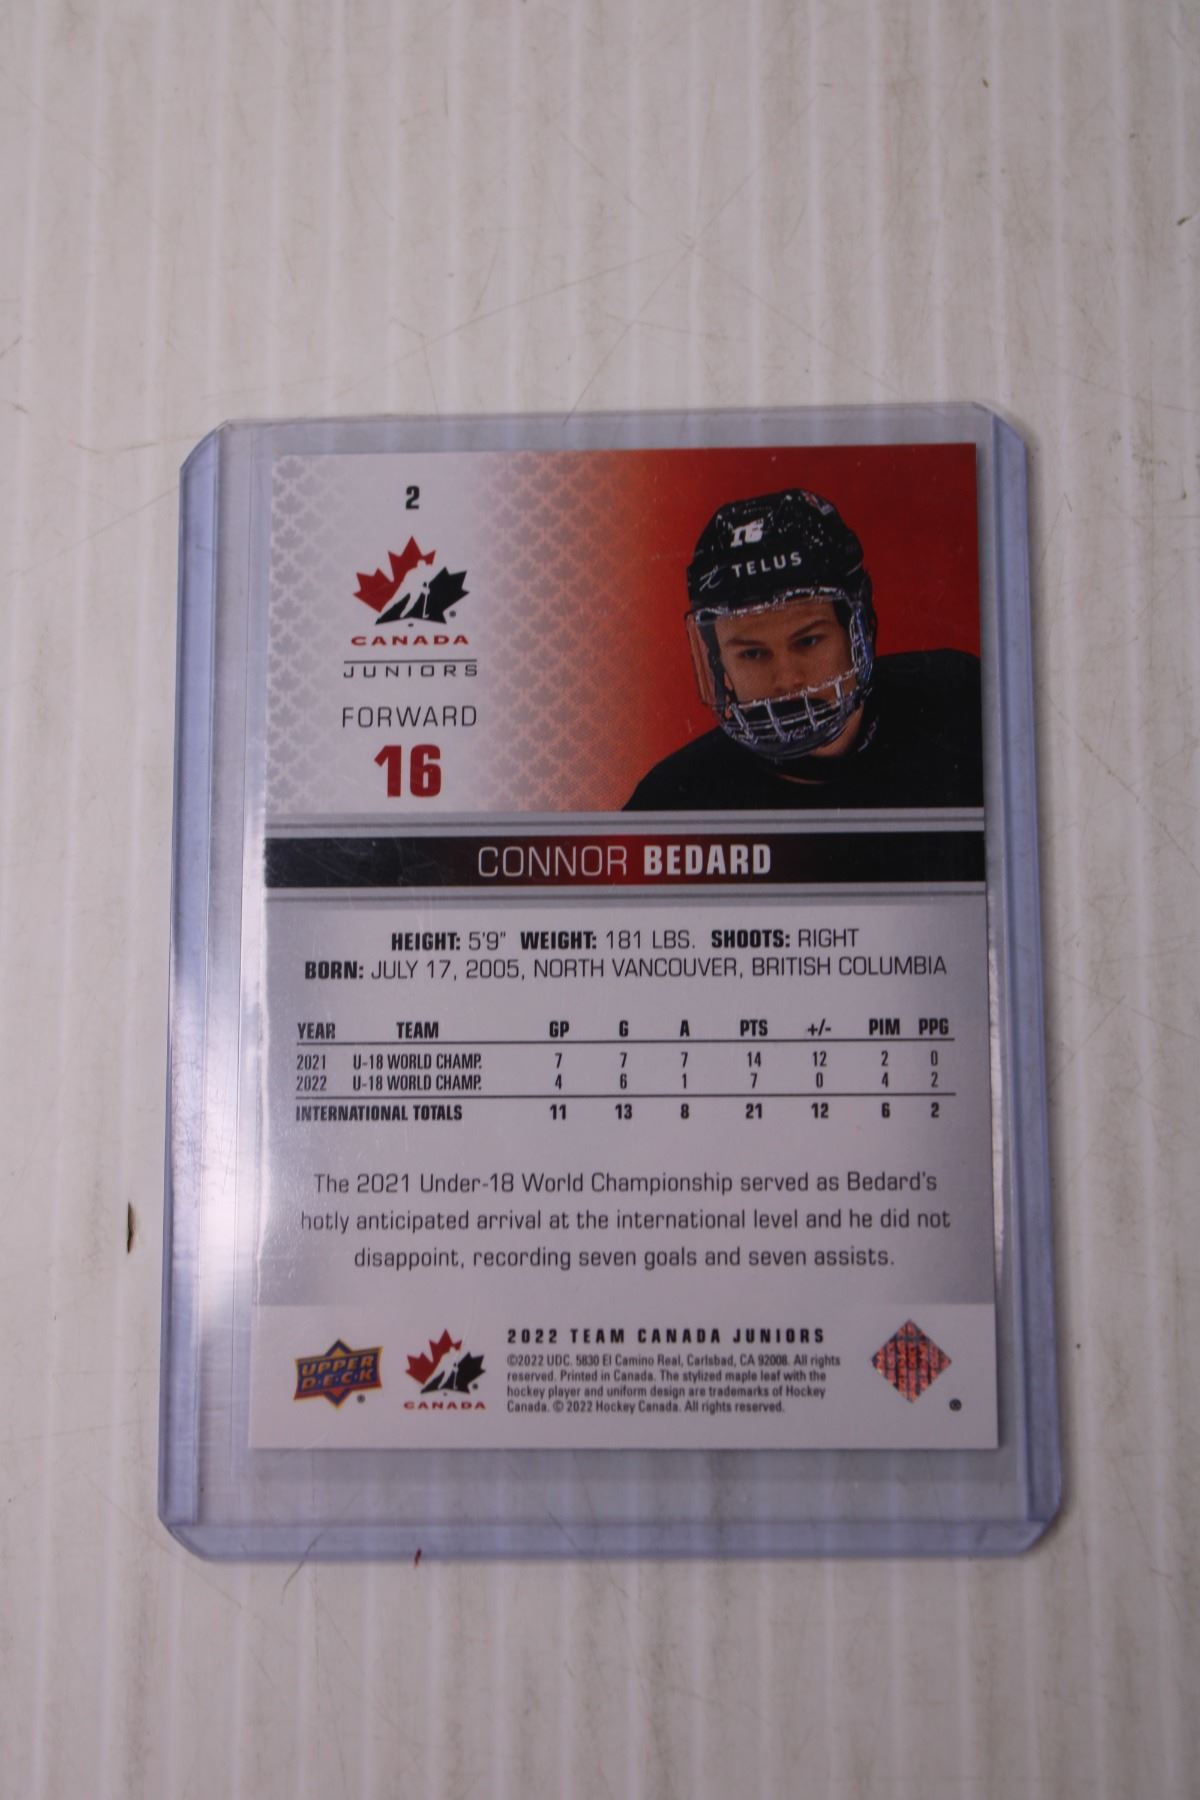 2
CANADA
JUNIORS
FORWARD
16
16
TELUS
CONNOR BEDARD
HEIGHT: 5'9" WEIGHT: 181 LBS. SHOOTS: RIGHT
BORN: JULY 17, 2005, NORTH VANCOUVER, BRITISH COLUMBIA
YEAR TEAM GP G A PTS +/- PIM PPG
2021 U-18 WORLD CHAMP. 7 7 7 14 12 2 0
2022 U-18 WORLD CHAMP. 4 6 1 7 0 4 2
INTERNATIONAL TOTALS 11 13 8 21 12 6 2
The 2021 Under-18 World Championship served as Bedard's
hotly anticipated arrival at the international level and he did not
disappoint, recording seven goals and seven assists.
UPPER
D·E·C·K
®
CANADA
2022 TEAM CANADA JUNIORS
©2022 UDC. 5830 El Camino Real, Carlsbad, CA 92008. All rights
reserved. Printed in Canada. The stylized maple leaf with the
hockey player and uniform design are trademarks of Hockey
Canada. © 2022 Hockey Canada. All rights reserved.
®